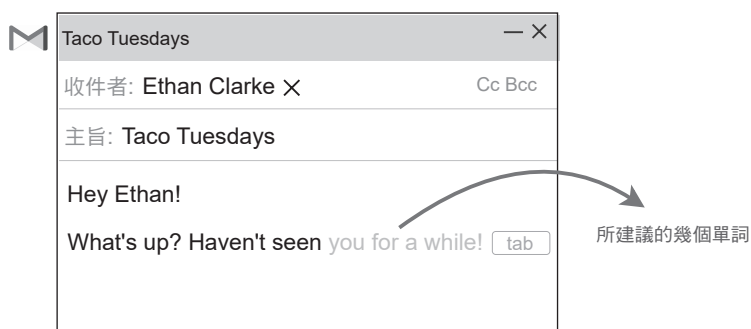 Taco Tuesdays
收件者: Ethan Clarke Cc Bcc
主旨: Taco Tuesdays
Hey Ethan!
What's up? Haven't seen you for a while! tab
所建議的幾個單詞